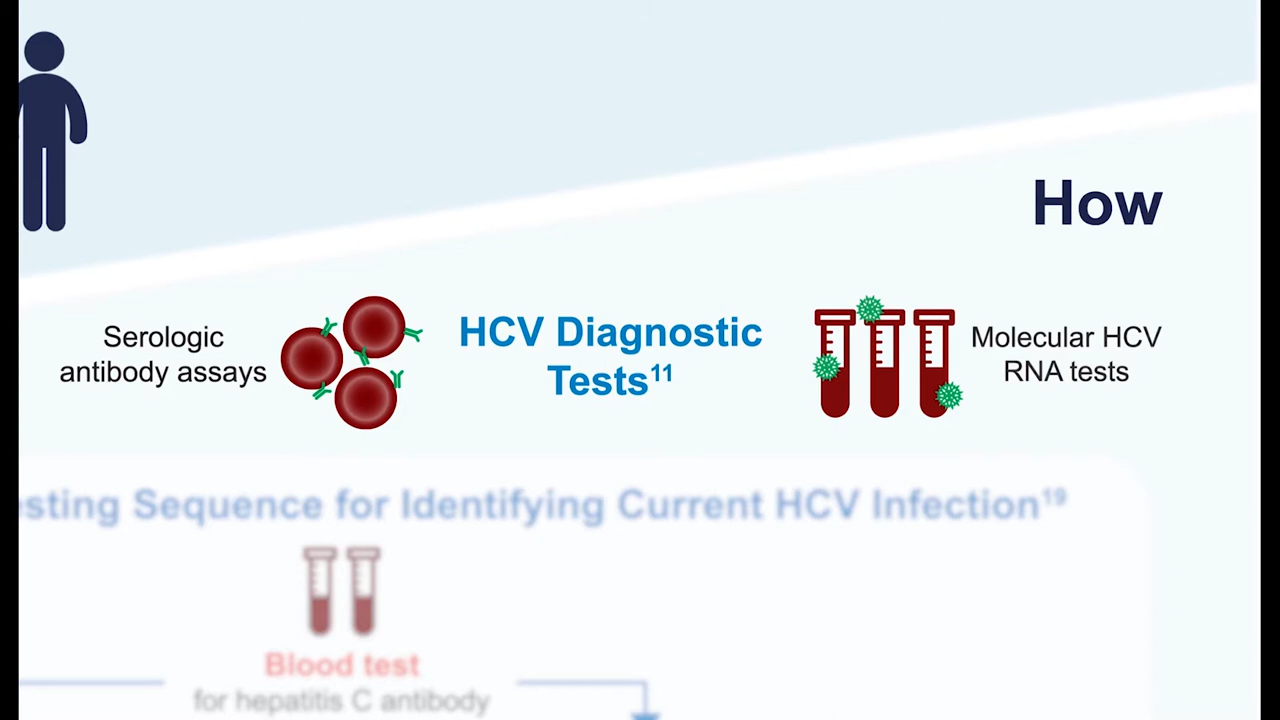 How
Serologic
antibody assays
HCV Diagnostic
Tests11
Molecular HCV
RNA tests
esting Sequence for Identifying Current HCV Infection19
Blood test
for hepatitis C antibody